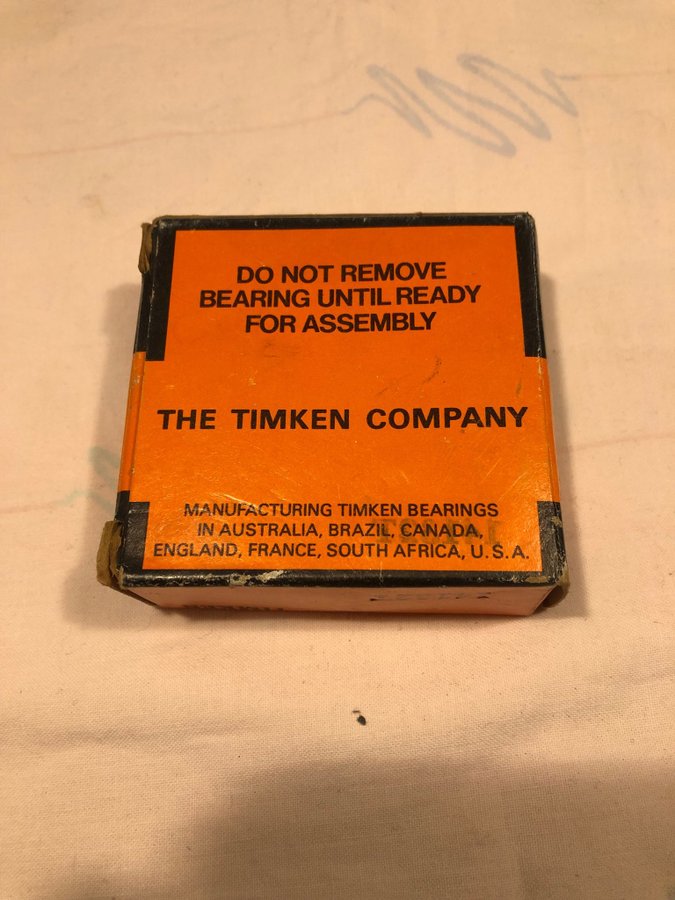 DO NOT REMOVE
BEARING UNTIL READY
FOR ASSEMBLY
THE TIMKEN COMPANY
MANUFACTURING TIMKEN BEARINGS
IN AUSTRALIA, BRAZIL, CANADA,
ENGLAND, FRANCE, SOUTH AFRICA, U.S.A.